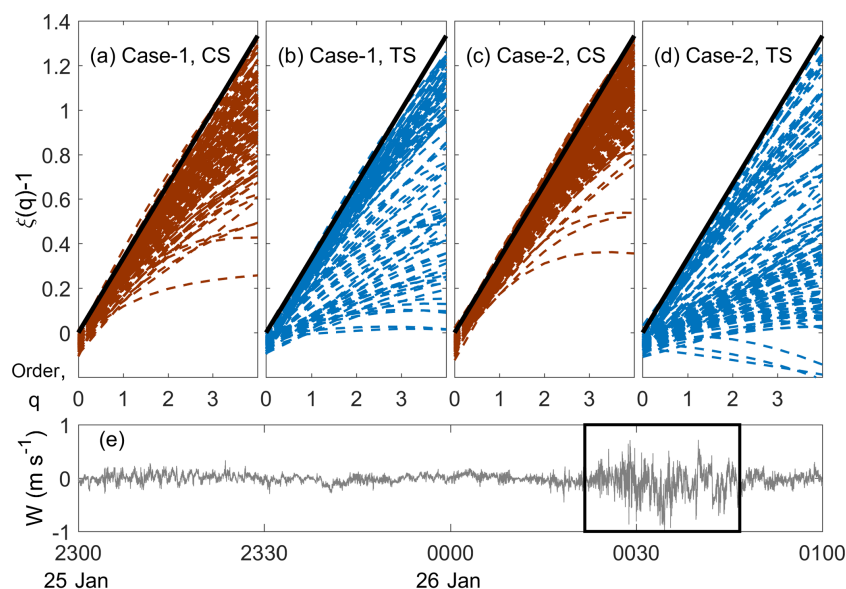 1.4
1.2
1
0.8
0.6
0.4
0.2
0
ξ(q)-1
(a) Case-1, CS
(b) Case-1, TS
(c) Case-2, CS
(d) Case-2, TS
Order,
q
0 1 2 3
0 1 2 3
0 1 2 3
0 1 2 3
(e)
1
0
-1
W (m s⁻¹)
2300 2330 0000 0030 0100
25 Jan 26 Jan